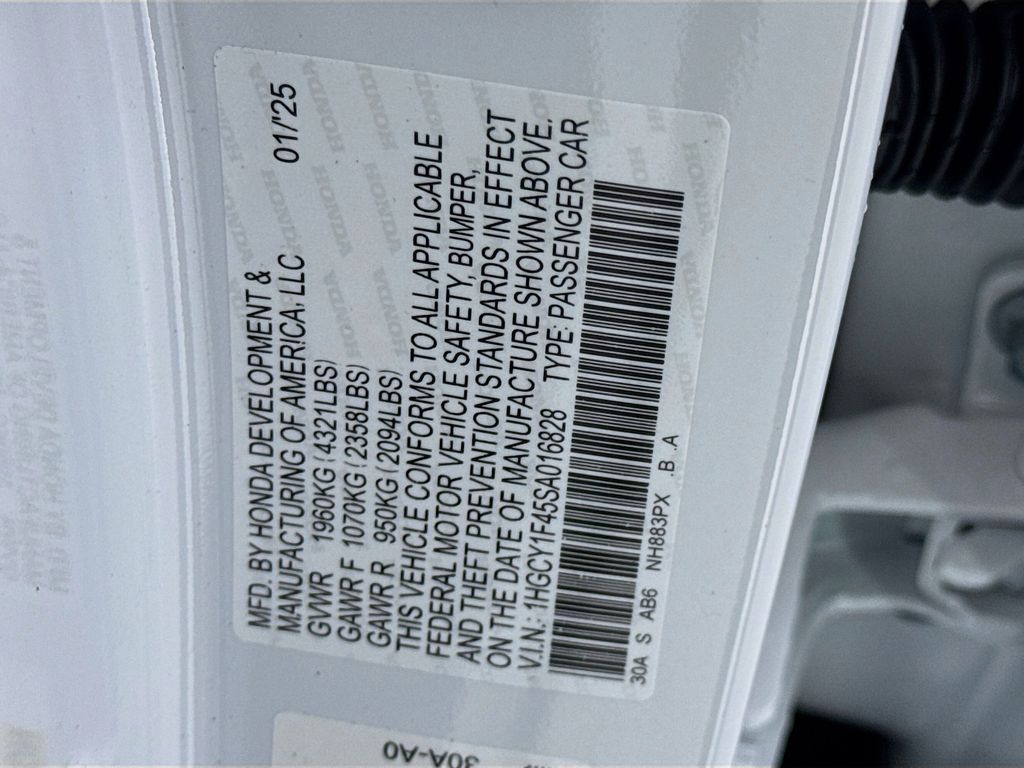 MFD. BY HONDA DEVELOPMENT &
MANUFACTURING OF AMERICA, LLC 01/'25
GVWR 1960KG (4321LBS)
GAWR F 1070KG (2358LBS)
GAWR R 950KG (2094LBS)
THIS VEHICLE CONFORMS TO ALL APPLICABLE
FEDERAL MOTOR VEHICLE SAFETY, BUMPER,
AND THEFT PREVENTION STANDARDS IN EFFECT
ON THE DATE OF MANUFACTURE SHOWN ABOVE.
V.I.N.: 1HGCY1F45SA016828 TYPE: PASSENGER CAR
30A S AB6 NH883PX .B .A
30A-A0